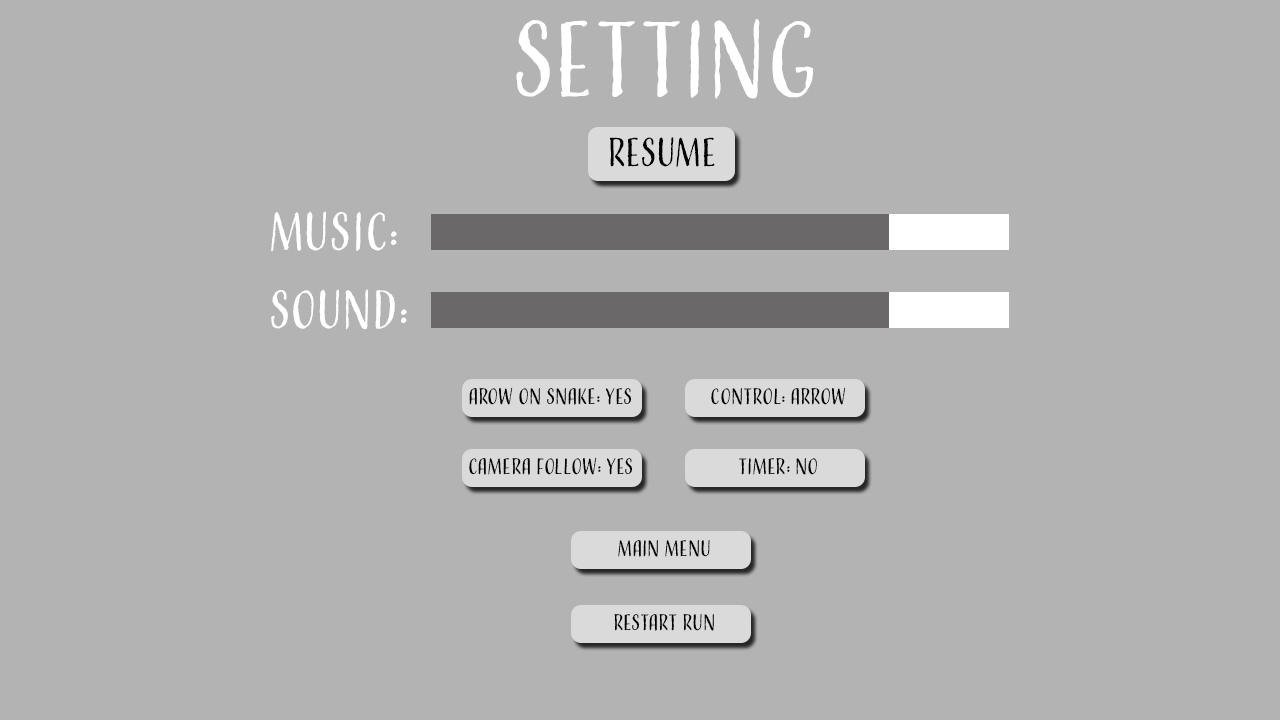 SETTING
RESUME
MUSIC:
SOUND:
AROW ON SNAKE: YES
CONTROL: ARROW
CAMERA FOLLOW: YES
TIMER: NO
MAIN MENU
RESTART RUN